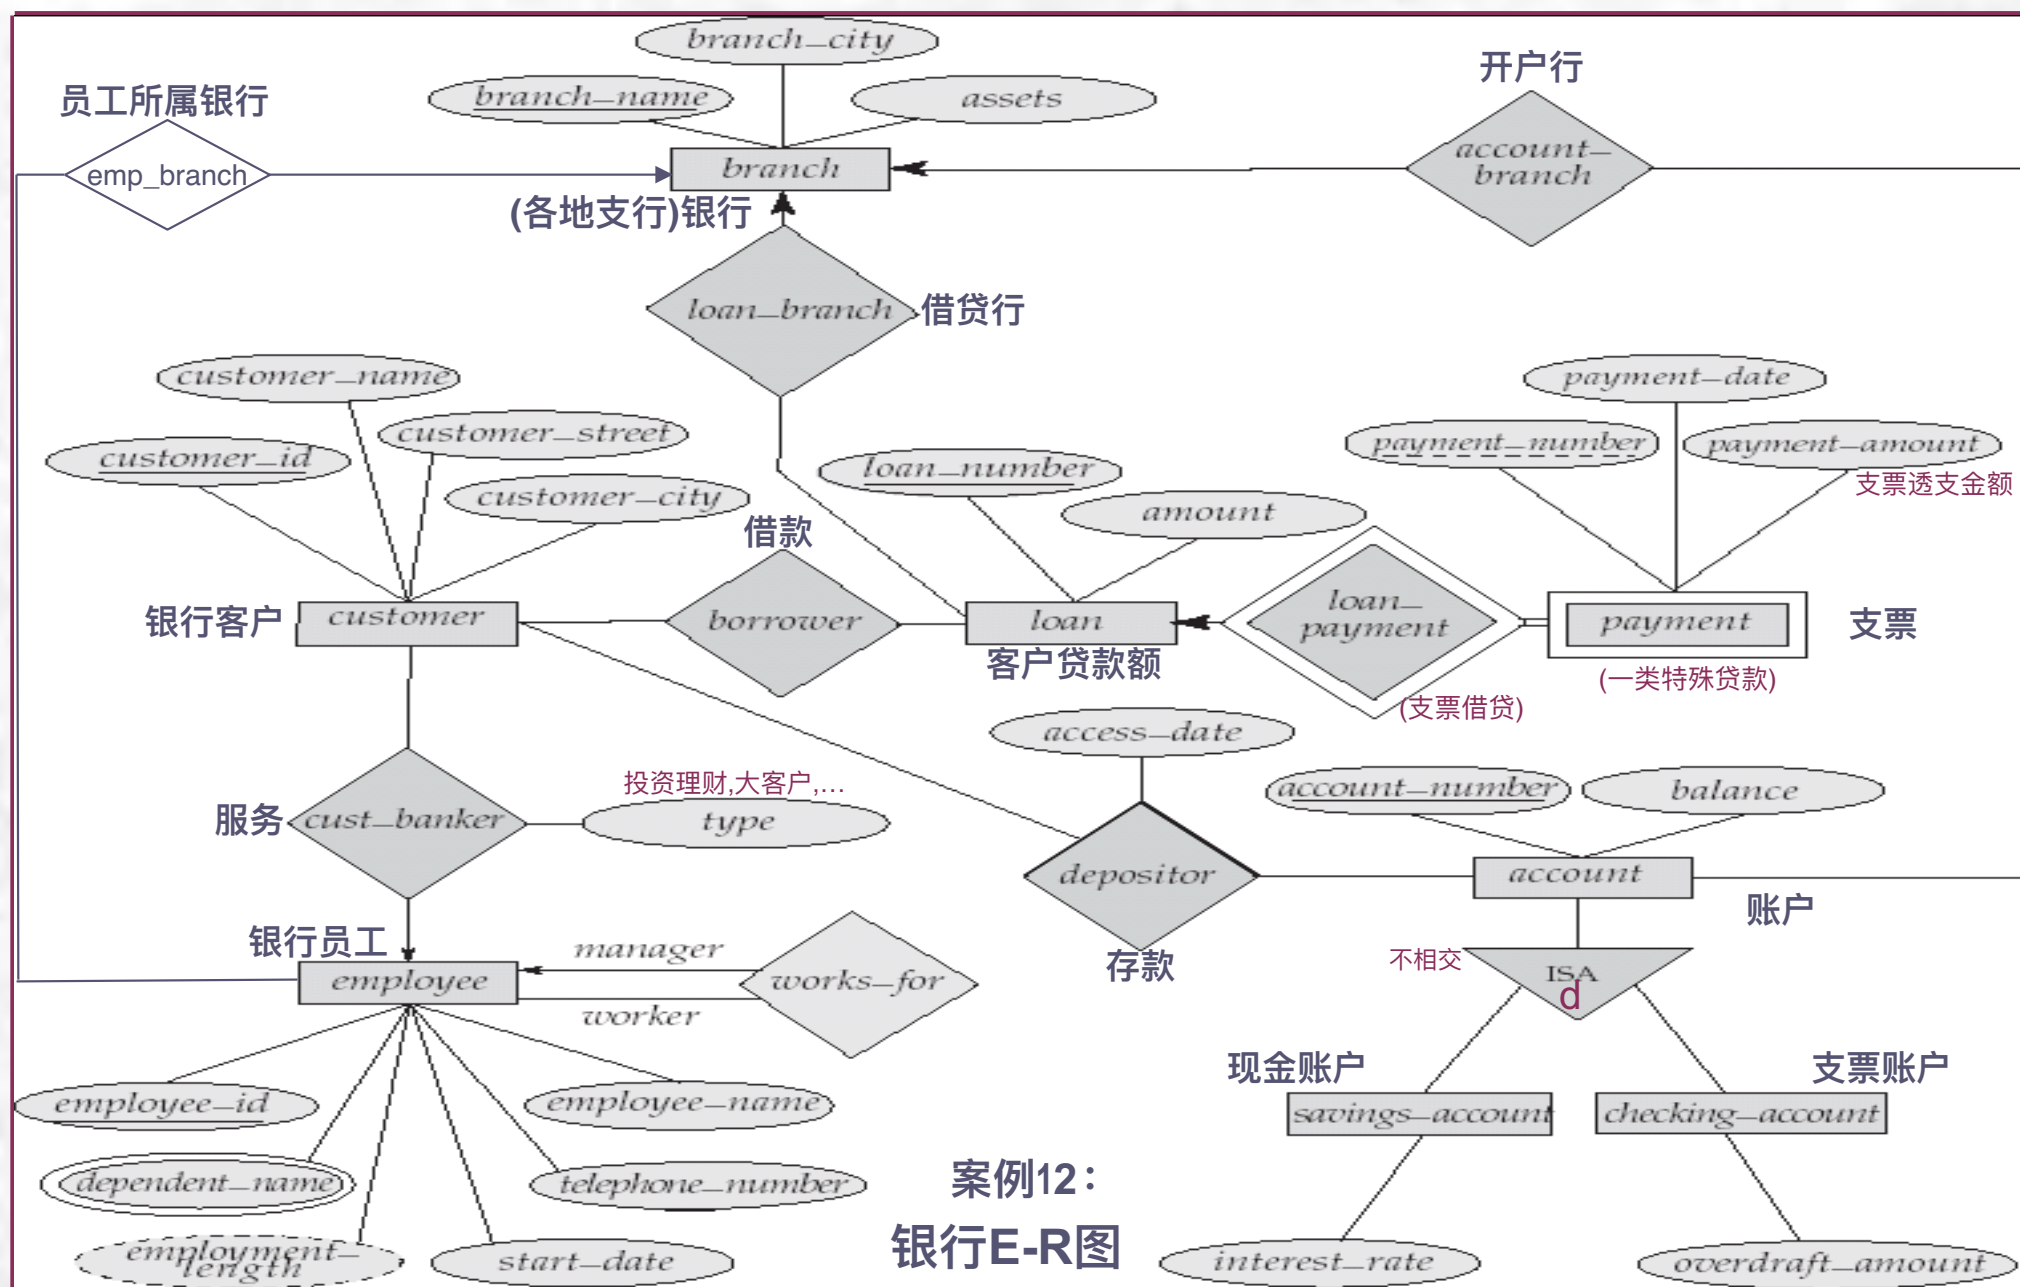 branch_city
开户行
员工所属银行
branch_name
assets
emp_branch
branch
account_
branch
(各地支行)银行
loan_branch
借贷行
customer_name
payment_date
customer_street
payment_number
payment_amount
customer_id
loan_number
支票透支金额
customer_city
amount
借款
银行客户
customer
borrower
loan
loan_
payment
payment
支票
客户贷款额
(一类特殊贷款)
(支票借贷)
access_date
投资理财,大客户,...
account_number
balance
服务
cust_banker
type
depositor
account
账户
银行员工
manager
存款
不相交
employee
works_for
ISA
d
worker
现金账户
支票账户
employee_id
employee_name
savings_account
checking_account
dependent_name
telephone_number
案例12：
银行E-R图
employment_
length
start_date
interest_rate
overdraft_amount